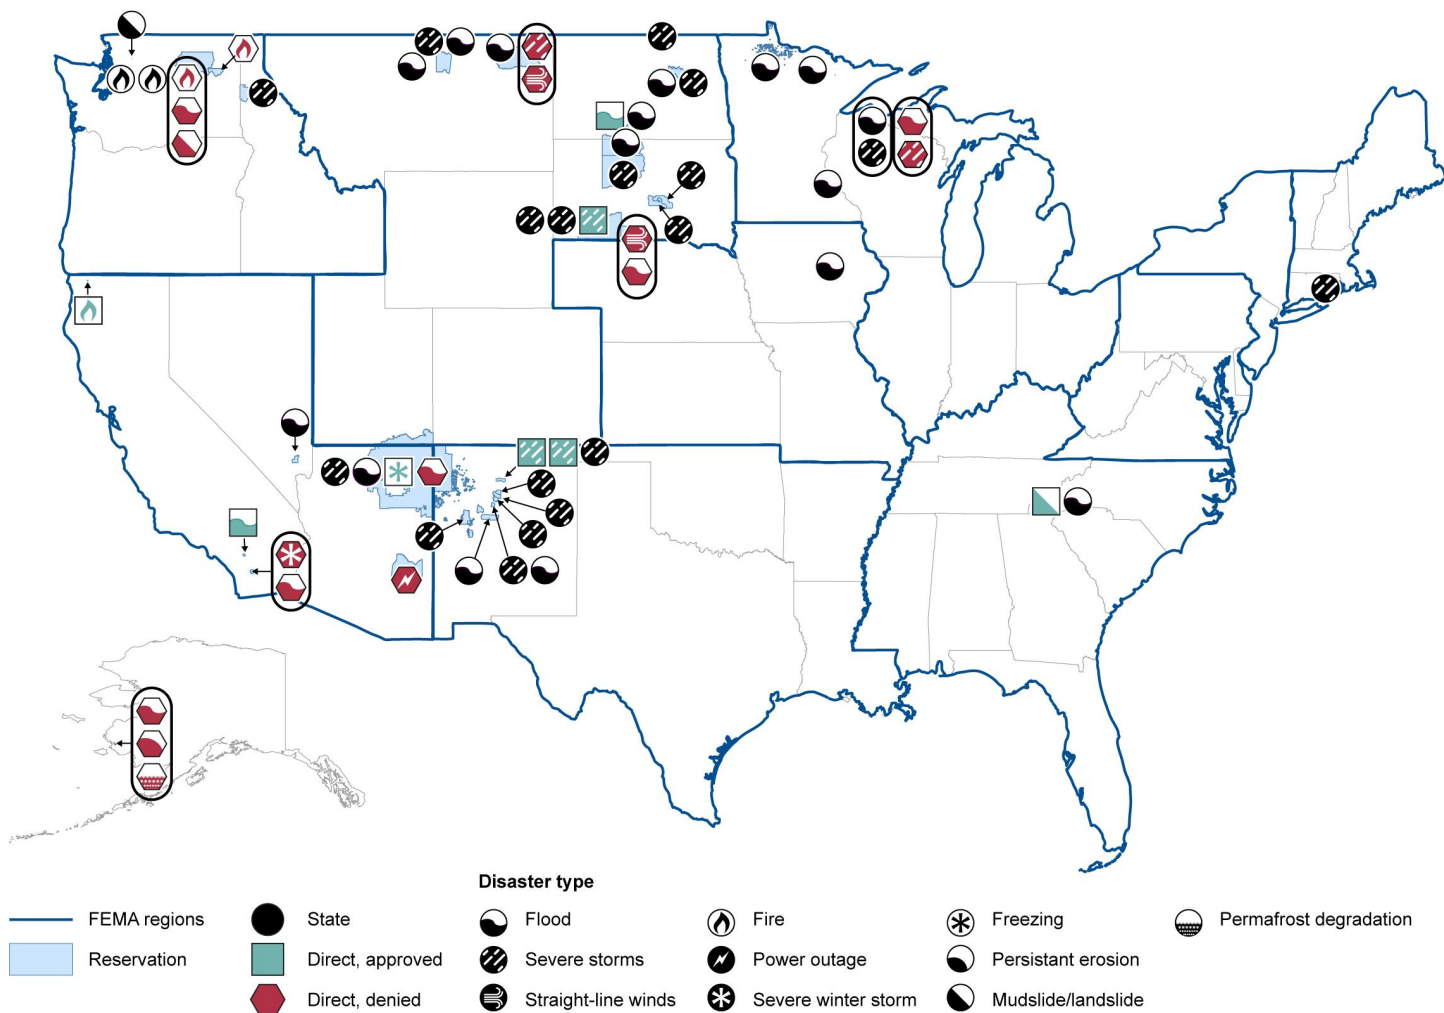 Disaster type
FEMA regions
State
Flood
Fire
Freezing
Permafrost degradation
Reservation
Direct, approved
Severe storms
Power outage
Persistant erosion
Direct, denied
Straight-line winds
Severe winter storm
Mudslide/landslide